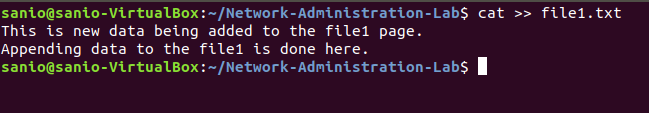 sanio@sanio-VirtualBox:~/Network-Administration-Lab$ cat >> file1.txt
This is new data being added to the file1 page.
Appending data to the file1 is done here.
sanio@sanio-VirtualBox:~/Network-Administration-Lab$